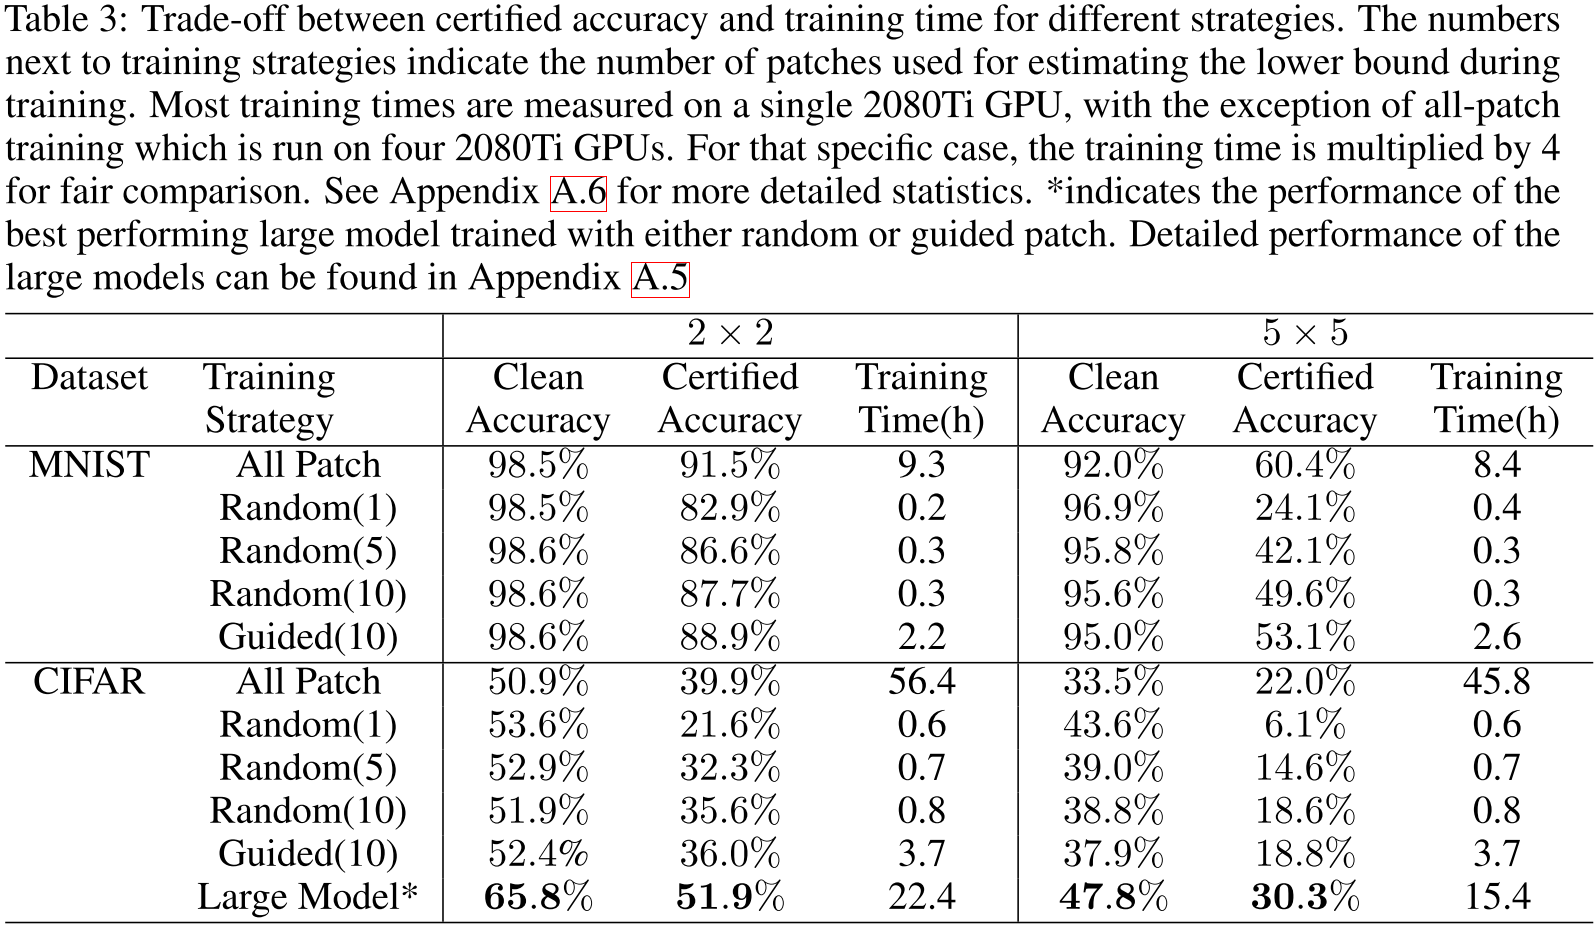 Table 3: Trade-off between certified accuracy and training time for different strategies. The numbers
next to training strategies indicate the number of patches used for estimating the lower bound during
training. Most training times are measured on a single 2080Ti GPU, with the exception of all-patch
training which is run on four 2080Ti GPUs. For that specific case, the training time is multiplied by 4
for fair comparison. See Appendix A.6 for more detailed statistics. *indicates the performance of the
best performing large model trained with either random or guided patch. Detailed performance of the
large models can be found in Appendix A.5
2 × 2 5 × 5
Dataset Training Clean Certified Training Clean Certified Training
Strategy Accuracy Accuracy Time(h) Accuracy Accuracy Time(h)
MNIST All Patch 98.5% 91.5% 9.3 92.0% 60.4% 8.4
Random(1) 98.5% 82.9% 0.2 96.9% 24.1% 0.4
Random(5) 98.6% 86.6% 0.3 95.8% 42.1% 0.3
Random(10) 98.6% 87.7% 0.3 95.6% 49.6% 0.3
Guided(10) 98.6% 88.9% 2.2 95.0% 53.1% 2.6
CIFAR All Patch 50.9% 39.9% 56.4 33.5% 22.0% 45.8
Random(1) 53.6% 21.6% 0.6 43.6% 6.1% 0.6
Random(5) 52.9% 32.3% 0.7 39.0% 14.6% 0.7
Random(10) 51.9% 35.6% 0.8 38.8% 18.6% 0.8
Guided(10) 52.4% 36.0% 3.7 37.9% 18.8% 3.7
Large Model* 65.8% 51.9% 22.4 47.8% 30.3% 15.4